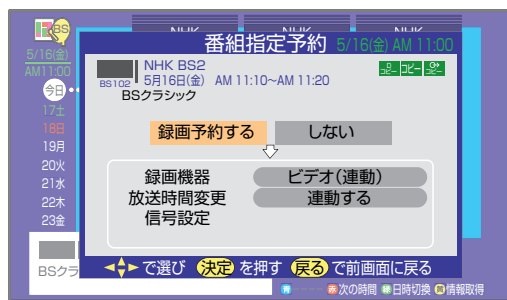 BS
NHK NHK NHK
番組指定予約 5/16(金) AM 11:00
5/16(金)
AM11:00
今日
17土
18日
19月
20火
21水
22木
23金
NHK BS2
BS102 5月16日(金) AM 11:10~AM 11:20
BSクラシック
コピー
録画予約する しない
録画機器 ビデオ(連動)
放送時間変更 連動する
信号設定
で選び 決定 を押す 戻る で前画面に戻る
BSクラ
青 赤次の時間 緑日時切換 黄情報取得